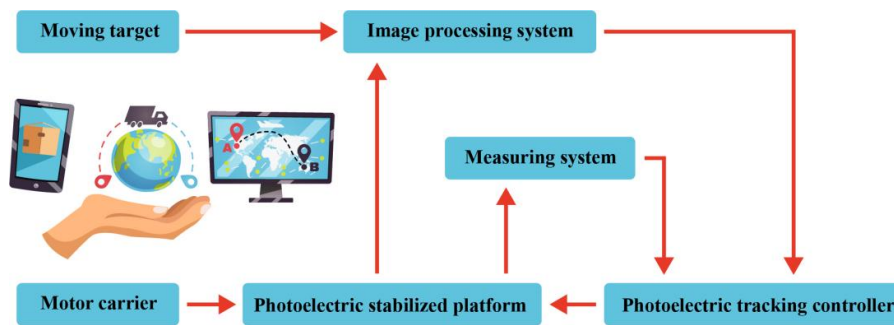 Moving target
Image processing system
Measuring system
A
B
Motor carrier
Photoelectric stabilized platform
Photoelectric tracking controller